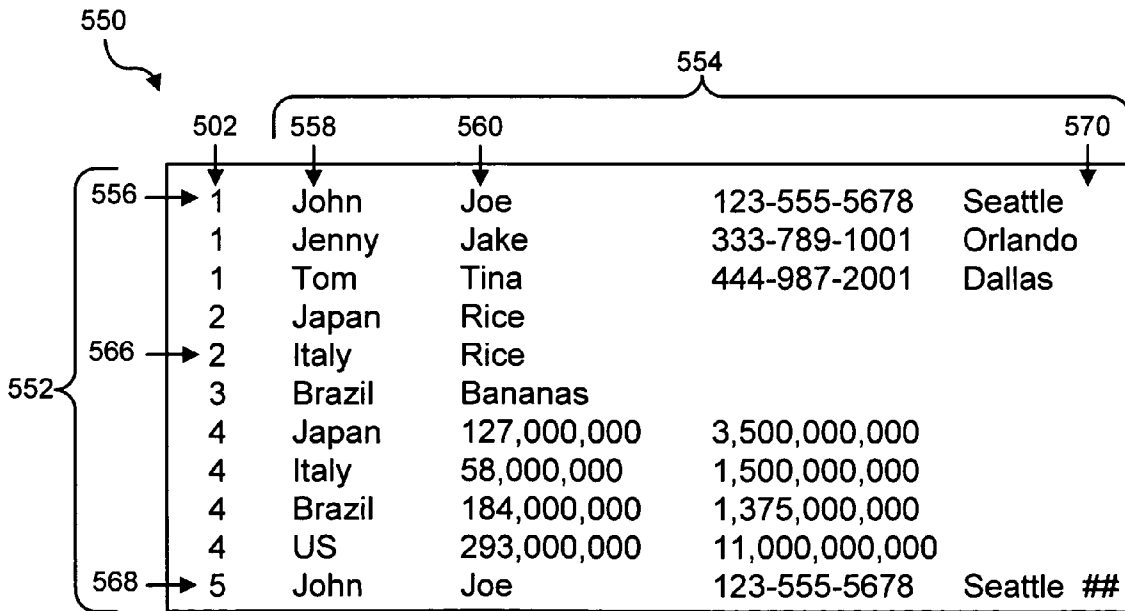 550
554
502 558 560 570
556 1 John Joe 123-555-5678 Seattle
1 Jenny Jake 333-789-1001 Orlando
1 Tom Tina 444-987-2001 Dallas
2 Japan Rice
566 2 Italy Rice
552 3 Brazil Bananas
4 Japan 127,000,000 3,500,000,000
4 Italy 58,000,000 1,500,000,000
4 Brazil 184,000,000 1,375,000,000
4 US 293,000,000 11,000,000,000
568 5 John Joe 123-555-5678 Seattle ##